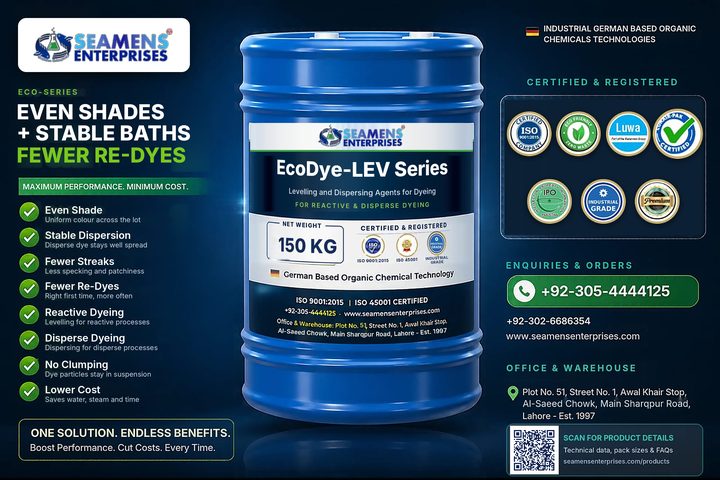 SEAMENS
ENTERPRISES
ECO-SERIES
EVEN SHADES
+ STABLE BATHS
FEWER RE-DYES
MAXIMUM PERFORMANCE. MINIMUM COST.
Even Shade
Uniform colour across the lot
Stable Dispersion
Disperse dye stays well spread
Fewer Streaks
Less specking and patchiness
Fewer Re-Dyes
Right first time, more often
Reactive Dyeing
Levelling for reactive processes
Disperse Dyeing
Dispersing for disperse processes
No Clumping
Dye particles stay in suspension
Lower Cost
Saves water, steam and time
ONE SOLUTION. ENDLESS BENEFITS.
Boost Performance. Cut Costs. Every Time.
SEAMENS
ENTERPRISES
EcoDye-LEV Series
Levelling and Dispersing Agents for Dyeing
FOR REACTIVE & DISPERSE DYEING
NET WEIGHT
150 KG
CERTIFIED & REGISTERED
ISO
ISO 9001:2015
ISO 45001
INDUSTRIAL
GRADE
German Based Organic Chemical Technology
ISO 9001:2015 | ISO 45001 CERTIFIED
+92-305-4444125 - www.seamensenterprises.com
Office & Warehouse: Plot No. 51, Street No. 1, Awal Khair Stop,
Al-Saeed Chowk, Main Sharqpur Road, Lahore - Est. 1997
INDUSTRIAL GERMAN BASED ORGANIC
CHEMICALS TECHNOLOGIES
CERTIFIED & REGISTERED
CERTIFIED
ISO
9001:2015
COMPANY
ECO FRIENDLY
Luwa
CERTIFIED
IPO
INDUSTRIAL
GRADE
Premium
ENQUIRIES & ORDERS
+92-305-4444125
+92-302-6686354
www.seamensenterprises.com
OFFICE & WAREHOUSE
Plot No. 51, Street No. 1, Awal Khair Stop,
Al-Saeed Chowk, Main Sharqpur Road,
Lahore - Est. 1997
SCAN FOR PRODUCT DETAILS
Technical data, pack sizes & FAQs
seamensenterprises.com/products